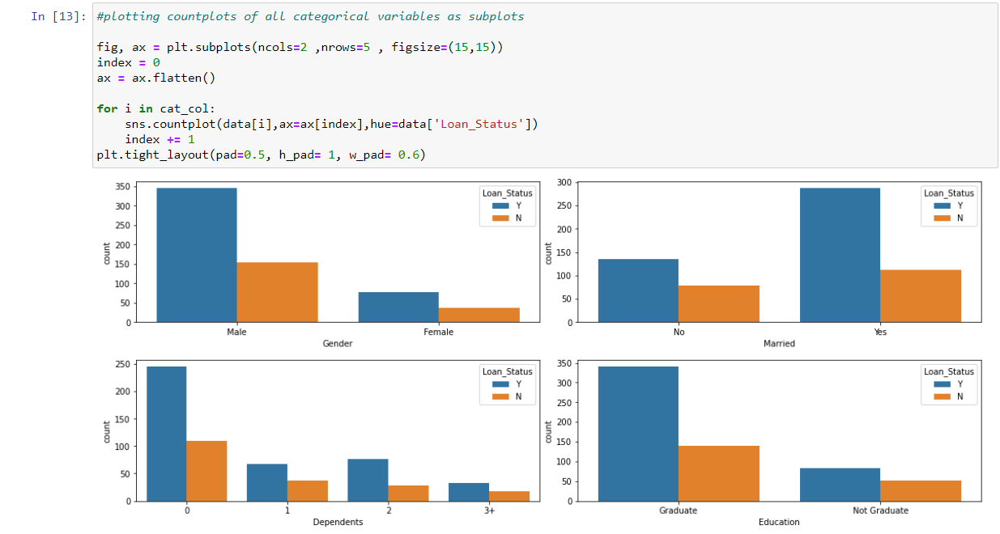 In [13]: #plotting countplots of all categorical variables as subplots
fig, ax = plt.subplots(ncols=2 ,nrows=5 , figsize=(15,15))
index = 0
ax = ax.flatten()
for i in cat_col:
    sns.countplot(data[i],ax=ax[index],hue=data['Loan_Status'])
    index += 1
plt.tight_layout(pad=0.5, h_pad= 1, w_pad= 0.6)
350
300
250
200
150
100
50
0
count
Male
Female
Gender
Loan_Status
Y
N
300
250
200
150
100
50
0
count
No
Yes
Married
Loan_Status
Y
N
250
200
150
100
50
0
count
0
1
2
3+
Dependents
Loan_Status
Y
N
350
300
250
200
150
100
50
0
count
Graduate
Not Graduate
Education
Loan_Status
Y
N